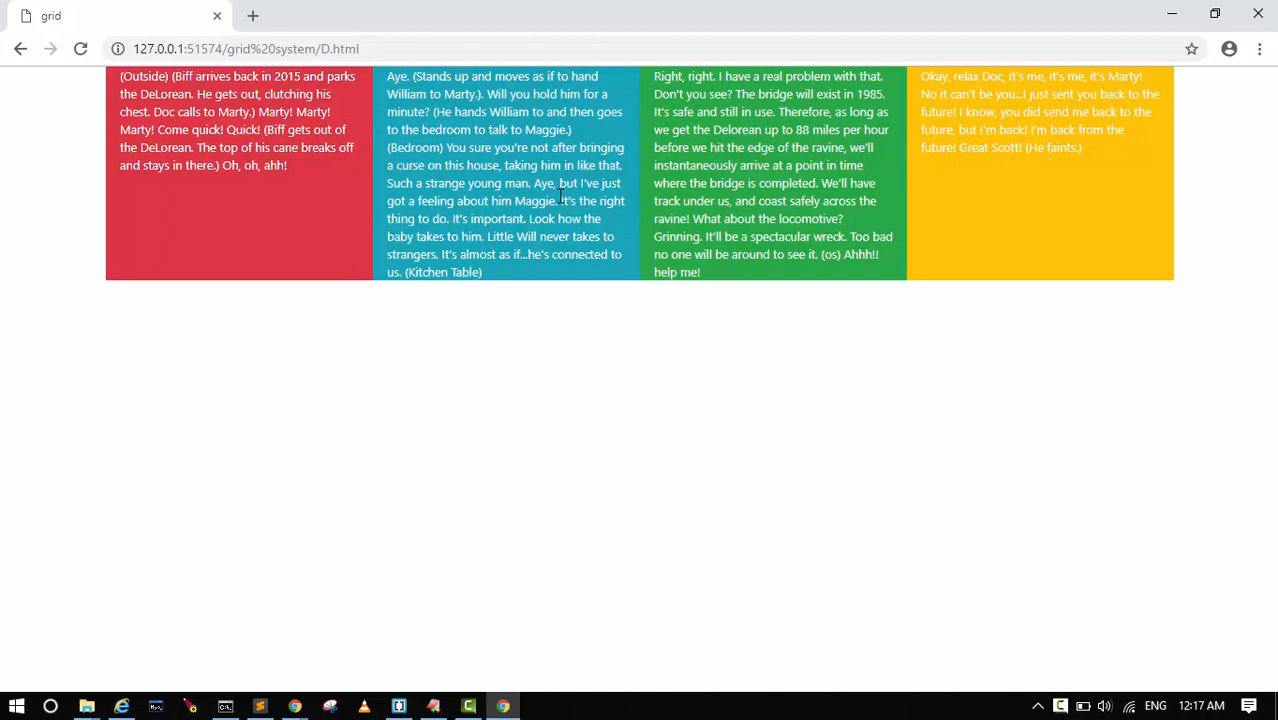 grid
127.0.0.1:51574/grid%20system/D.html
(Outside) (Biff arrives back in 2015 and parks
the DeLorean. He gets out, clutching his
chest. Doc calls to Marty.) Marty! Marty!
Marty! Come quick! Quick! (Biff gets out of
the DeLorean. The top of his cane breaks off
and stays in there.) Oh, oh, ahh!
Aye. (Stands up and moves as if to hand
William to Marty.). Will you hold him for a
minute? (He hands William to and then goes
to the bedroom to talk to Maggie.)
(Bedroom) You sure you're not after bringing
a curse on this house, taking him in like that.
Such a strange young man. Aye, but I've just
got a feeling about him Maggie. It's the right
thing to do. It's important. Look how the
baby takes to him. Little Will never takes to
strangers. It's almost as if...he's connected to
us. (Kitchen Table)
Right, right. I have a real problem with that.
Don't you see? The bridge will exist in 1985.
It's safe and still in use. Therefore, as long as
we get the Delorean up to 88 miles per hour
before we hit the edge of the ravine, we'll
instantaneously arrive at a point in time
where the bridge is completed. We'll have
track under us, and coast safely across the
ravine! What about the locomotive?
Grinning. It'll be a spectacular wreck. Too bad
no one will be around to see it. (os) Ahhh!!
help me!
Okay, relax Doc, it's me, it's me, it's Marty!
No it can't be you...I just sent you back to the
future! I know, you did send me back to the
future, but I'm back! I'm back from the
future! Great Scott! (He faints.)
ENG
12:17 AM